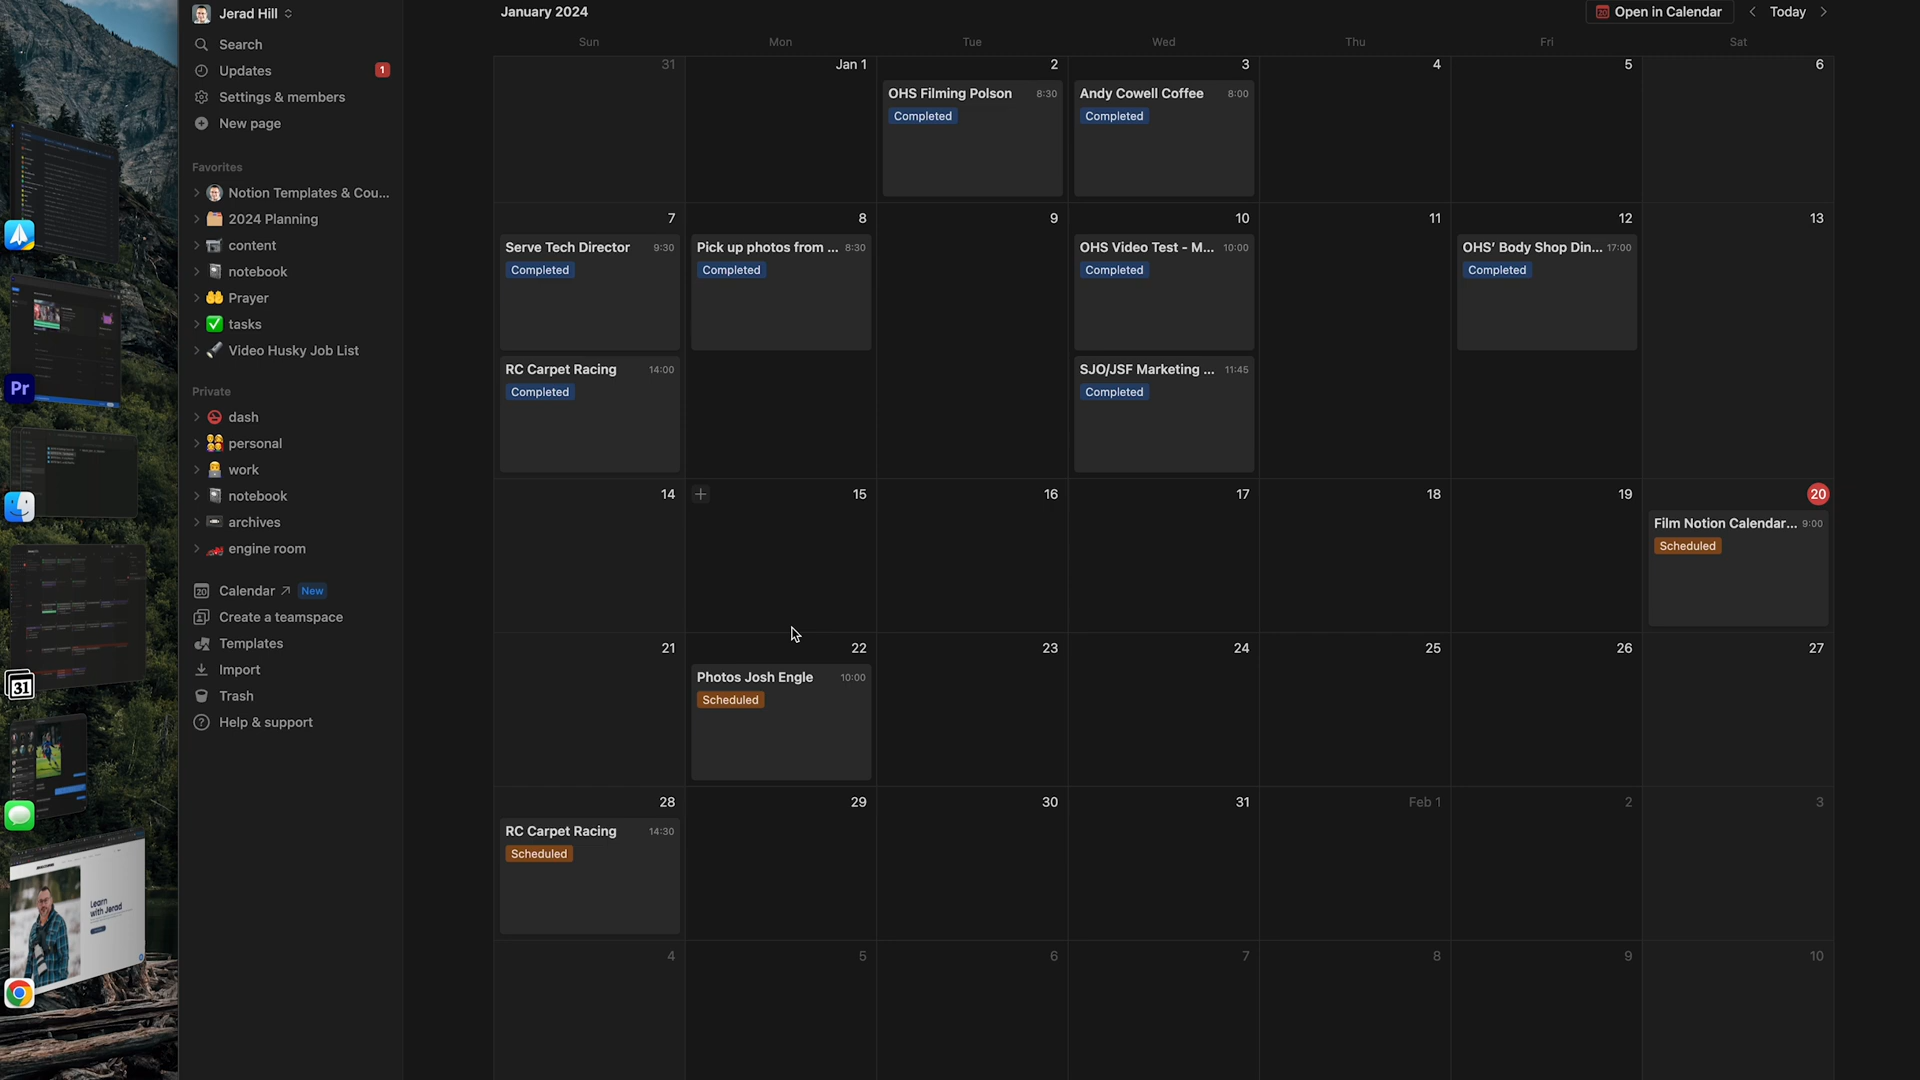 Jerad Hill
Search
Updates
1
Settings & members
New page
Favorites
Notion Templates & Cou...
2024 Planning
content
notebook
Prayer
tasks
Video Husky Job List
Private
dash
personal
work
notebook
archives
engine room
Calendar ↗ New
Create a teamspace
Templates
Import
Trash
Help & support
Pr
31
Learn
with Jerad
January 2024
Open in Calendar
Today
Sun Mon Tue Wed Thu Fri Sat
31 Jan 1 2 3 4 5 6
OHS Filming Polson 8:30
Completed
Andy Cowell Coffee 8:00
Completed
7 8 9 10 11 12 13
Serve Tech Director 9:30
Completed
RC Carpet Racing 14:00
Completed
Pick up photos from ... 8:30
Completed
OHS Video Test - M... 10:00
Completed
SJO/JSF Marketing ... 11:45
Completed
OHS’ Body Shop Din... 17:00
Completed
14 15 16 17 18 19 20
Film Notion Calendar... 9:00
Scheduled
21 22 23 24 25 26 27
Photos Josh Engle 10:00
Scheduled
28 29 30 31 Feb 1 2 3
RC Carpet Racing 14:30
Scheduled
4 5 6 7 8 9 10